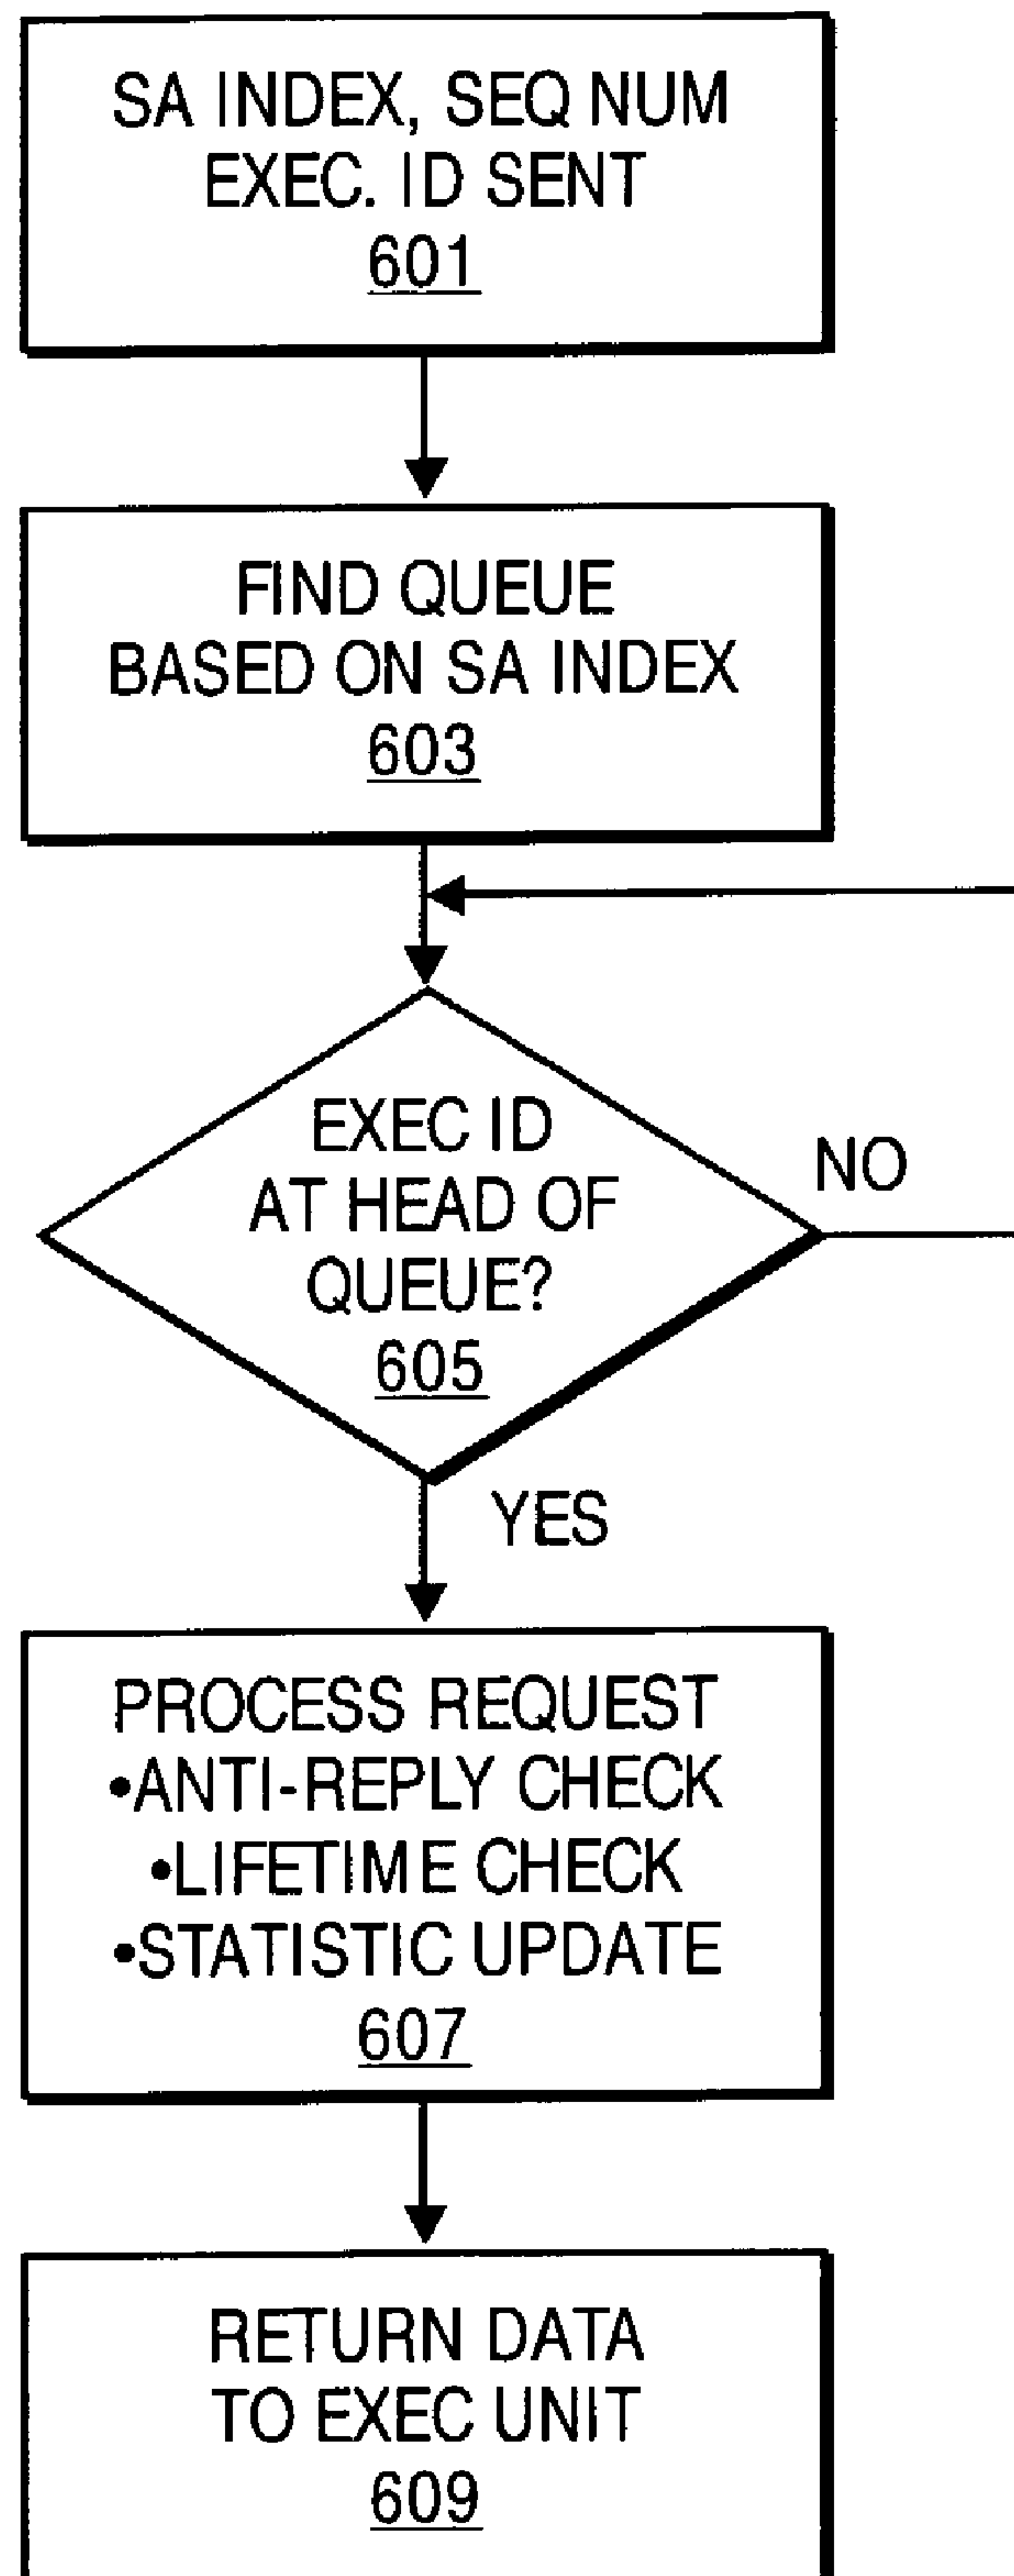 SA INDEX, SEQ NUM
EXEC. ID SENT
601
FIND QUEUE
BASED ON SA INDEX
603
EXEC ID
AT HEAD OF
QUEUE?
605
NO
YES
PROCESS REQUEST
•ANTI-REPLY CHECK
•LIFETIME CHECK
•STATISTIC UPDATE
607
RETURN DATA
TO EXEC UNIT
609